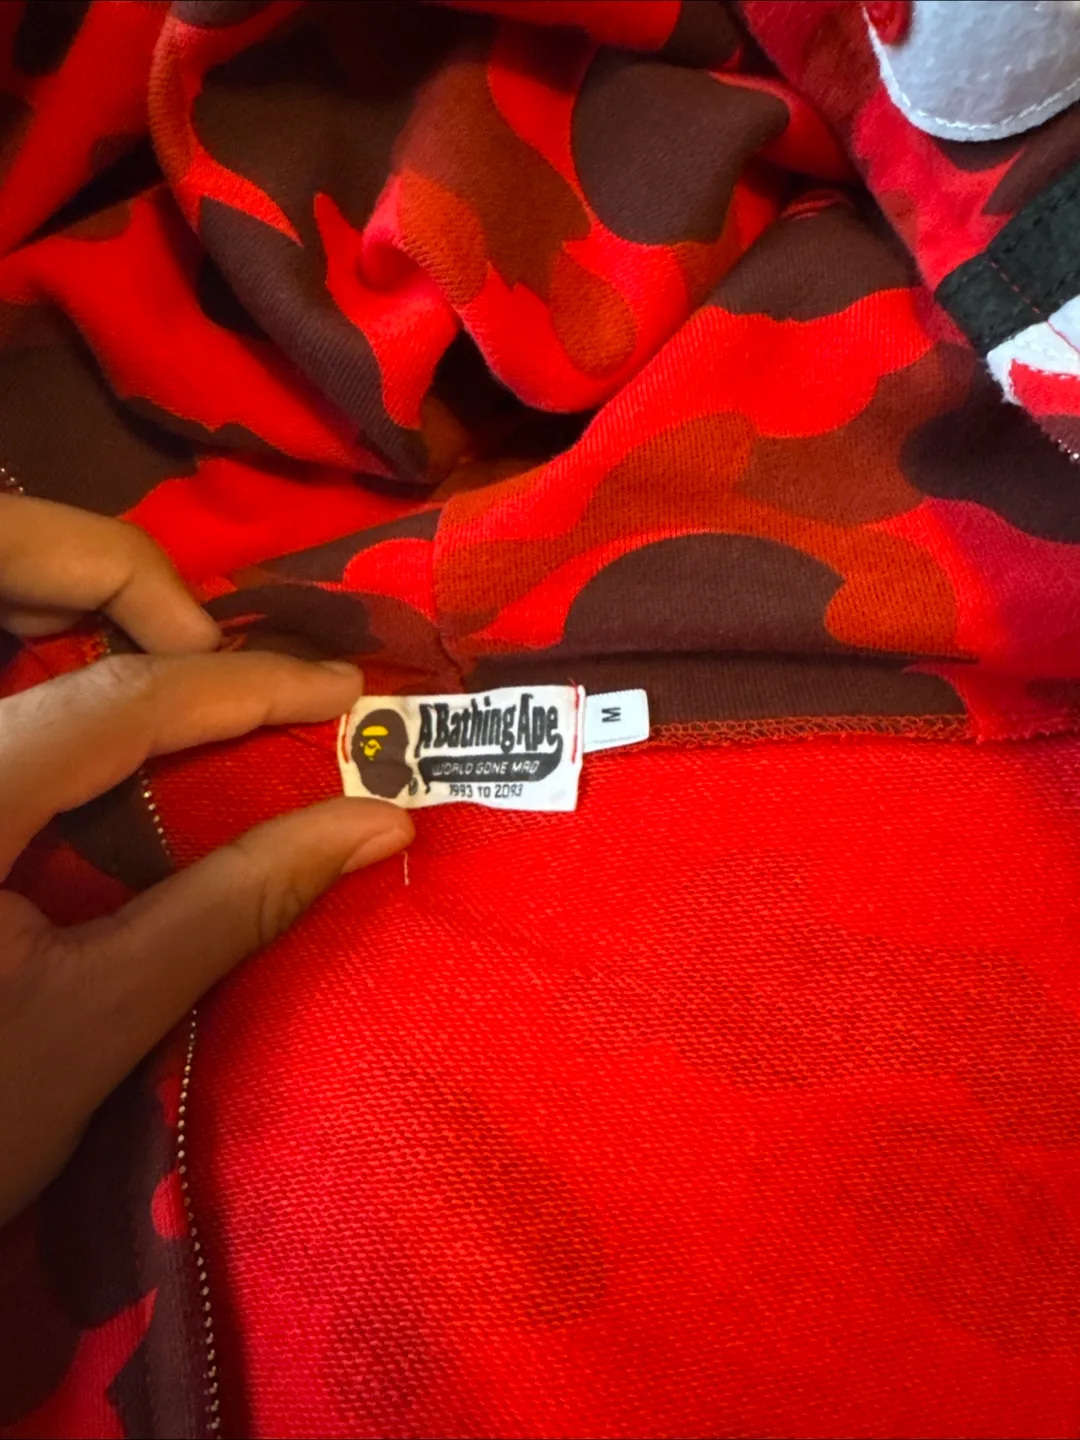 A Bathing Ape
WORLD GONE MAD
® 1993 TO 2093
M